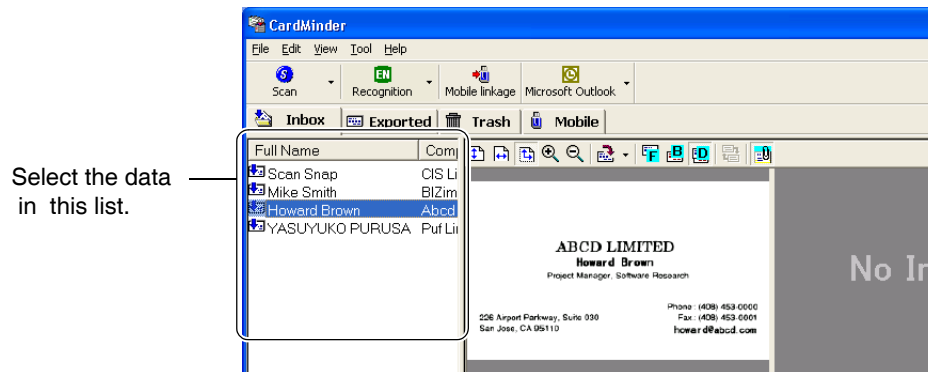 CardMinder
File Edit View Tool Help
Scan Recognition Mobile linkage Microsoft Outlook
Inbox Exported Trash Mobile
Full Name Comp
Scan Snap CIS Li
Mike Smith BIZim
Howard Brown Abcd
YASUYUKO PURUSA Puf Lir
Select the data
in this list.
ABCD LIMITED
Howard Brown
Project Manager, Software Research
226 Airport Parkway, Suite 030
San Jose, CA 95110
Phone : (408) 453-0000
Fax : (408) 453-0001
howard@abcd.com
No In